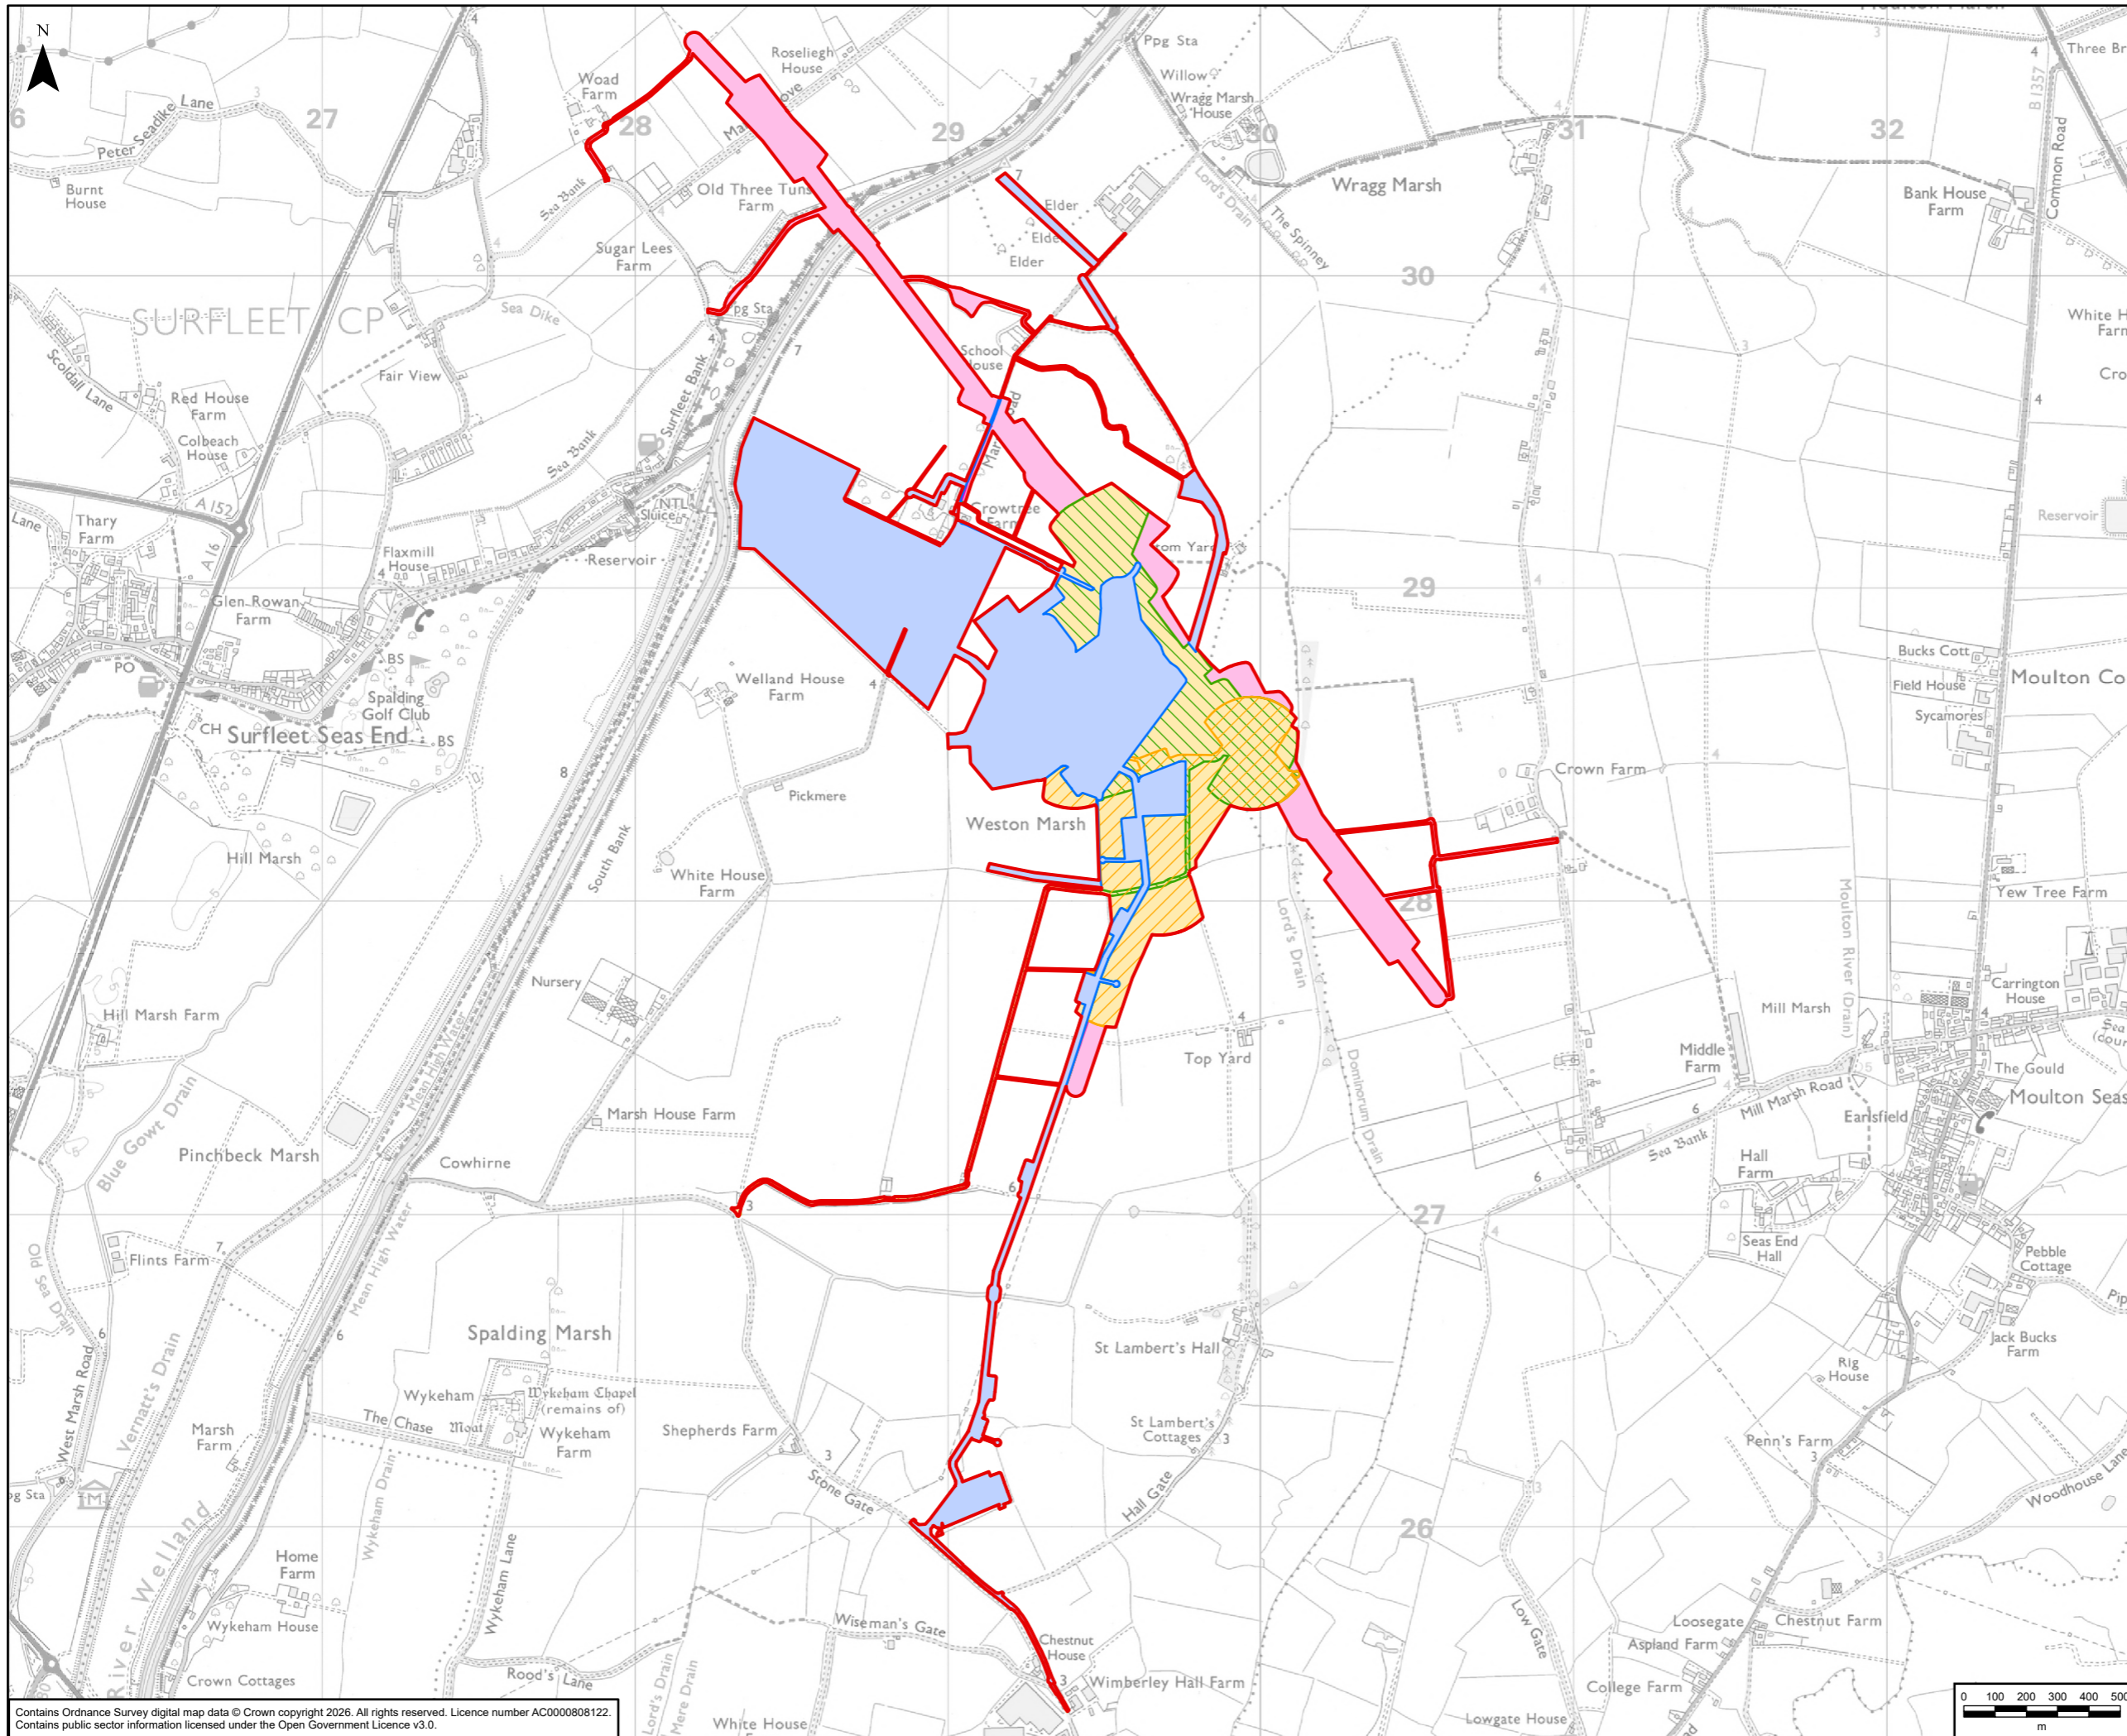 N
Moulton Marsh
Roseliegh
House
Woad
Farm
Ppg Sta
Willow
Wragg Marsh
House
Three Br
B1357
Common Road
Peter Seadike Lane
27
28
29
30
31
32
Burnt
House
Old Three Tuns
Farm
Sea Bank
Elder
Elder
Lord's Drain
The Spinney
Wragg Marsh
Bank House
Farm
Sugar Lees
Farm
30
SURFLEET CP
Sea Dike
White H
Farm
Scoldall Lane
Fair View
School
House
Surfleet Bank
Red House
Farm
Colbeach
House
Sea Bank
A 152
A 16
Lane
Thary
Farm
NTL
Sluice
Crowtree
Farm
Reservoir
Flaxmill
House
Reservoir
Glen Rowan
Farm
29
PO
BS
Spalding
Golf Club
CH
Surfleet Seas End
BS
Welland House
Farm
Bucks Cott
Field House
Moulton Co
Sycamores
Crown Farm
Pickmere
Weston Marsh
Hill Marsh
South Bank
White House
Farm
Yew Tree Farm
28
Lord's Drain
Moulton River (Drain)
Nursery
Hill Marsh Farm
Mean High Water
Carrington
House
Mill Marsh
Top Yard
Middle
Farm
The Gould
Moulton Seas
Mill Marsh Road
Earlsfield
Dominorum Drain
Marsh House Farm
Blue Gowt Drain
Pinchbeck Marsh
Cowhirne
Sea Bank
Hall
Farm
27
Seas End
Hall
Flints Farm
Pebble
Cottage
Old Sea Drain
Mean High Water
West Marsh Road
Vernatt's Drain
Spalding Marsh
St Lambert's Hall
Jack Bucks
Farm
Rig
House
Wykeham
Wykeham Chapel
(remains of)
The Chase
Moat
Wykeham
Farm
Marsh
Farm
Shepherds Farm
St Lambert's
Cottages
Penn's Farm
Stone Gate
Hall Gate
Woodhouse Lane
River Welland
Wykeham Drain
Wykeham Lane
26
Home
Farm
Wykeham House
Wiseman's Gate
Chestnut
House
Low Gate
Loosegate
Chestnut Farm
Aspland Farm
Crown Cottages
Rood's Lane
Lord's Drain
Mere Drain
Wimberley Hall Farm
College Farm
White House
Lowgate House
Contains Ordnance Survey digital map data © Crown copyright 2026. All rights reserved. Licence number AC0000808122.
Contains public sector information licensed under the Open Government Licence v3.0.
0 100 200 300 400 500
m